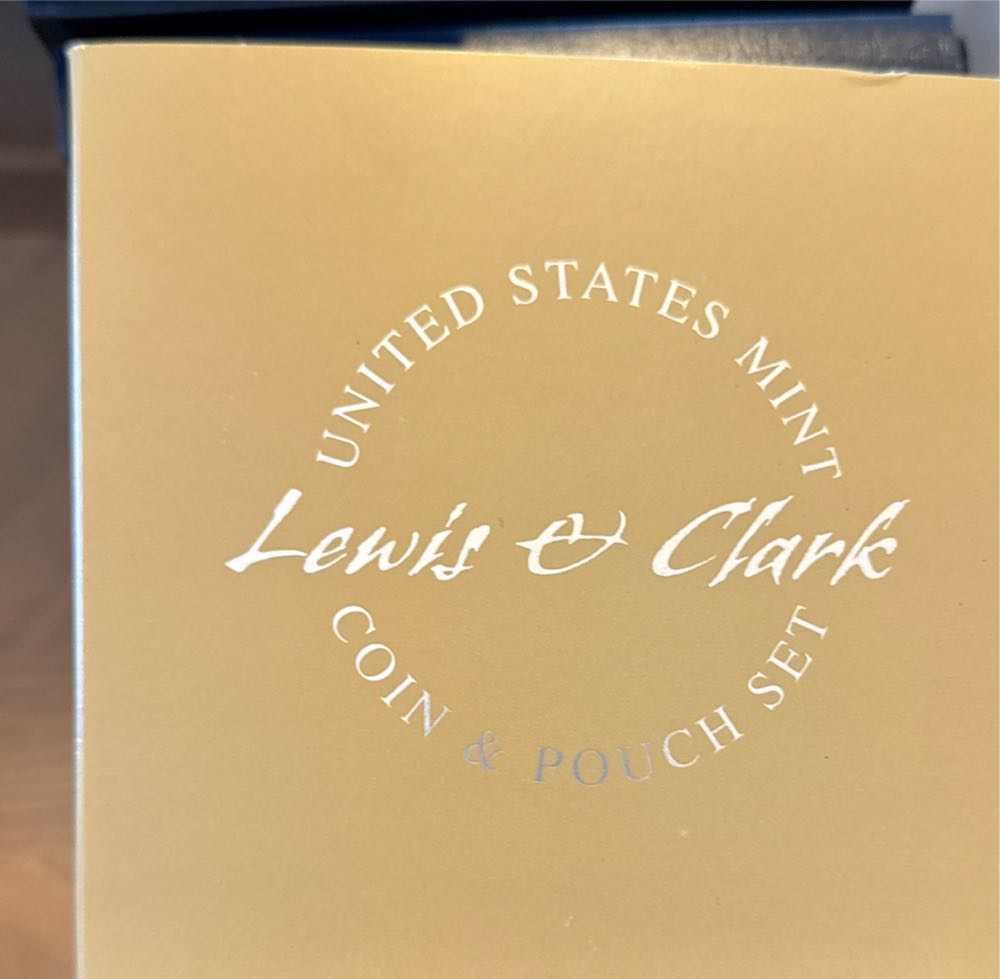 UNITED STATES MINT
Lewis & Clark
COIN & POUCH SET